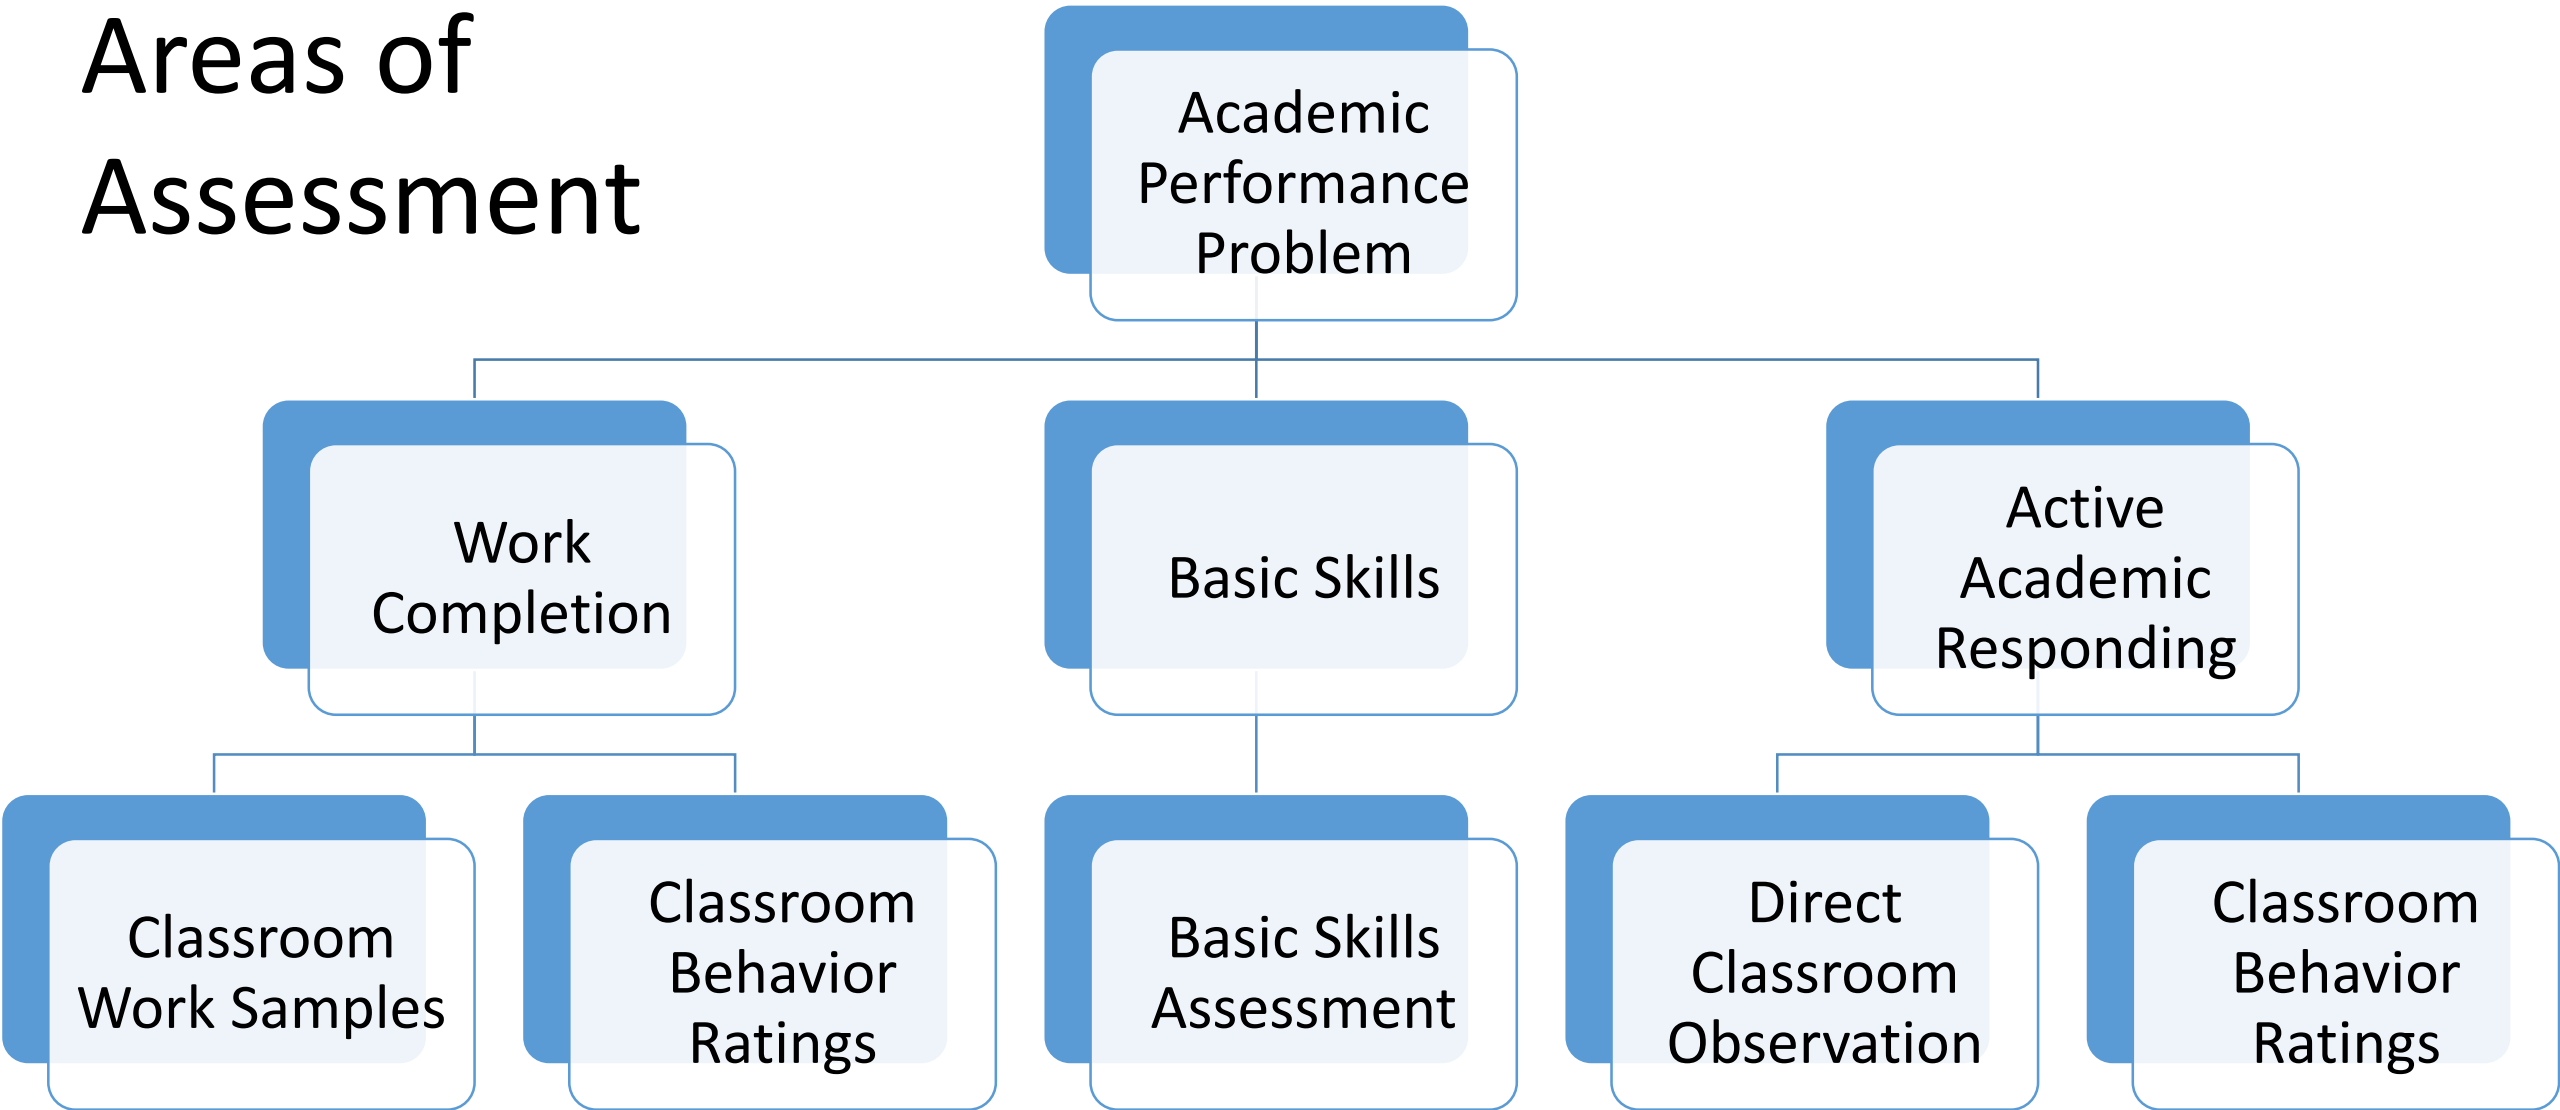 Areas of
Assessment
Academic
Performance
Problem
Work
Completion
Basic Skills
Active
Academic
Responding
Classroom
Work Samples
Classroom
Behavior
Ratings
Basic Skills
Assessment
Direct
Classroom
Observation
Classroom
Behavior
Ratings